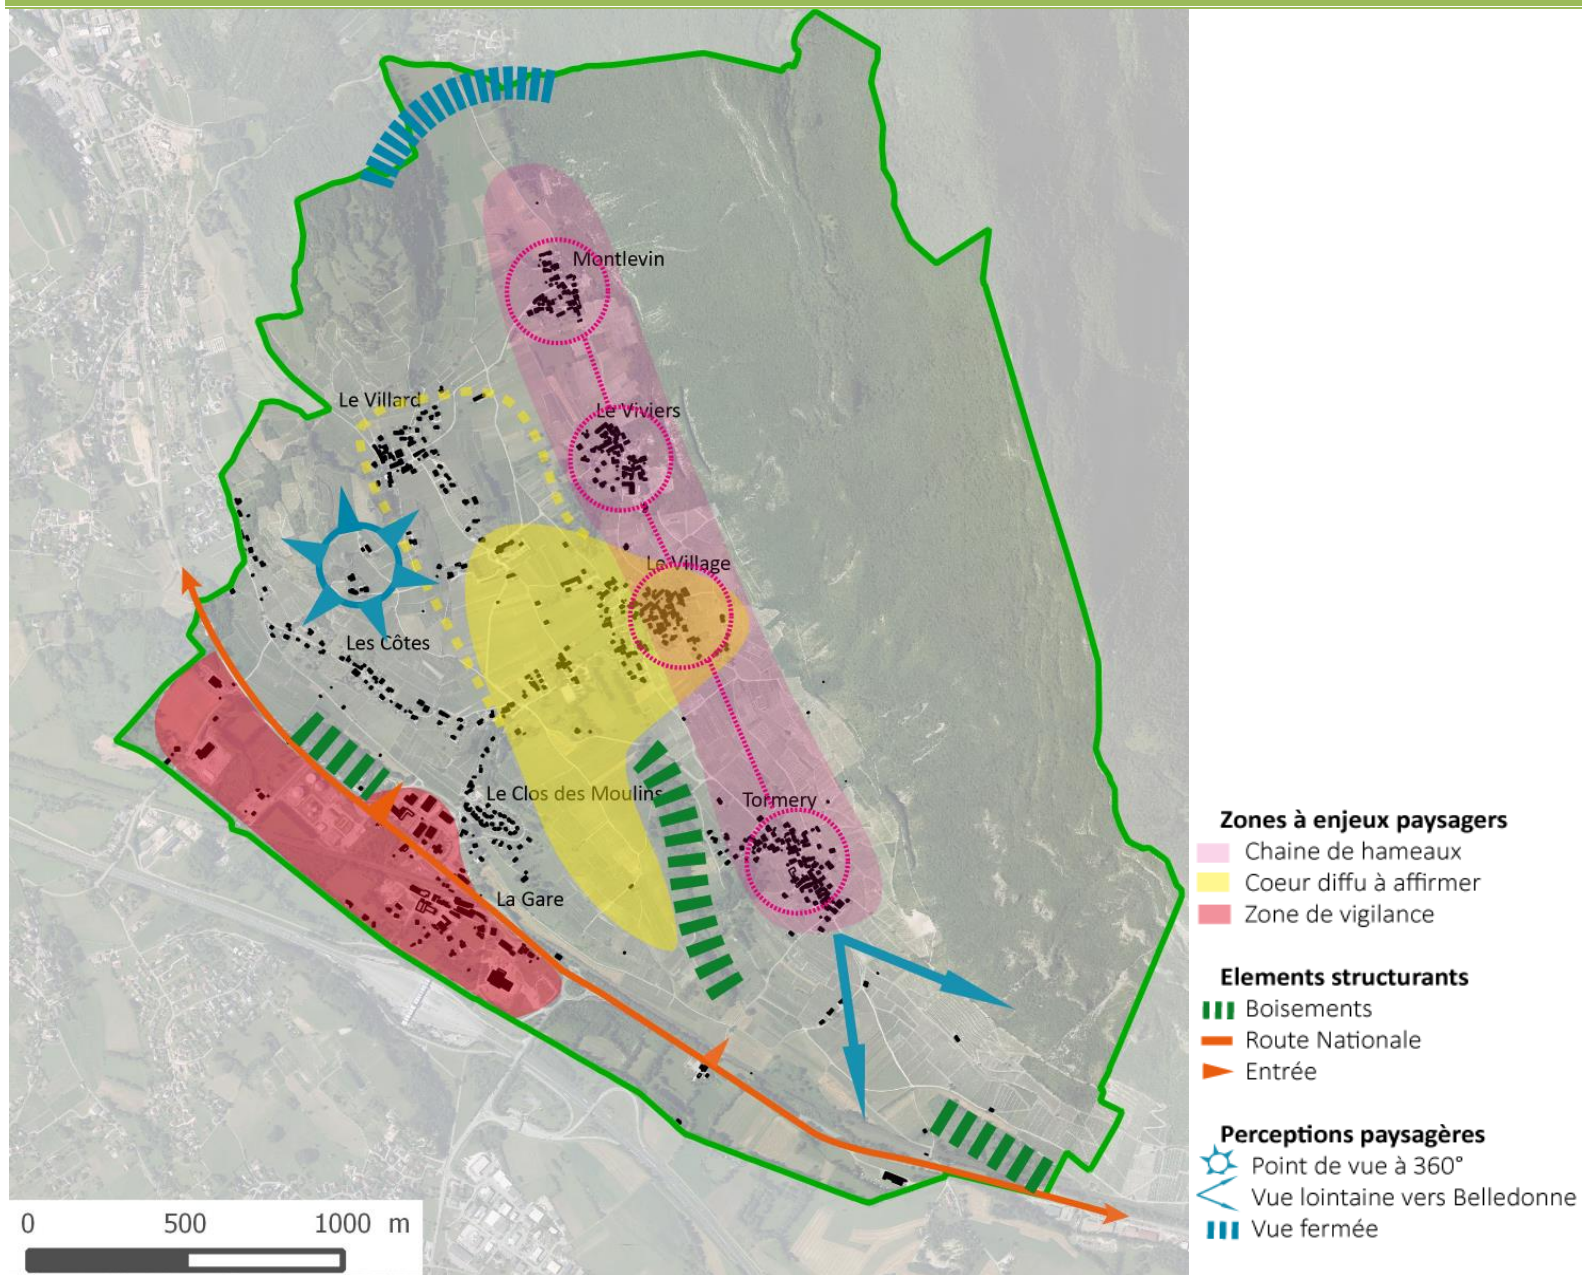 Montlevin
Le Villard
Le Viviers
Le Village
Les Côtes
Le Clos des Moulins
Tormery
La Gare
Zones à enjeux paysagers
Chaine de hameaux
Coeur diffu à affirmer
Zone de vigilance
Elements structurants
Boisements
Route Nationale
Entrée
Perceptions paysagères
Point de vue à 360°
Vue lointaine vers Belledonne
Vue fermée
0 500 1000 m